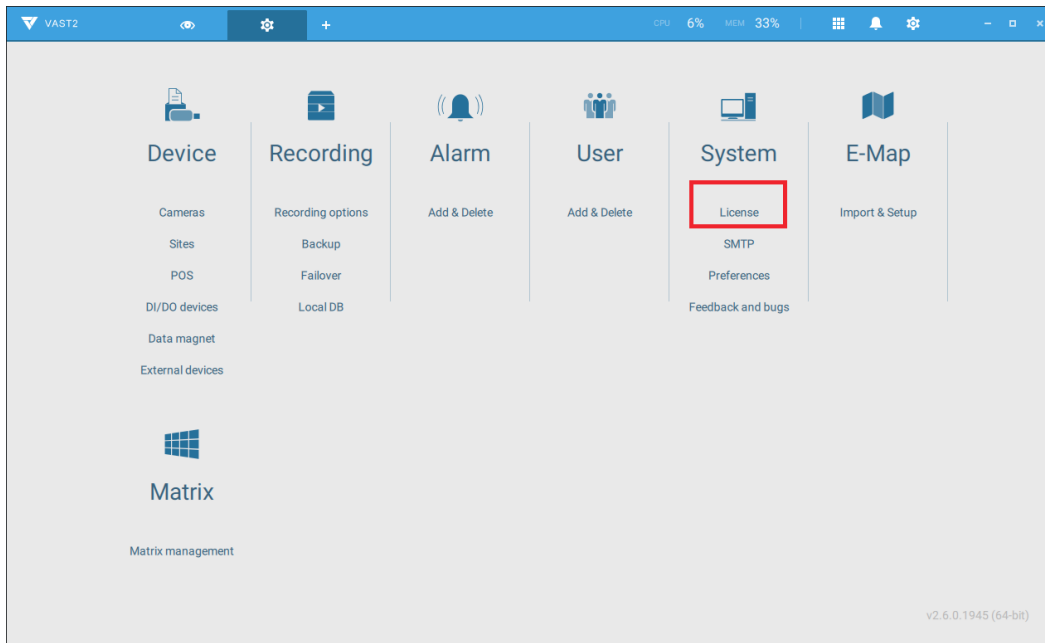 VAST2 CPU 6% MEM 33%
Device Recording Alarm User System E-Map
Cameras Recording options Add & Delete Add & Delete License Import & Setup
Sites Backup SMTP
POS Failover Preferences
DI/DO devices Local DB Feedback and bugs
Data magnet
External devices
Matrix
Matrix management
v2.6.0.1945 (64-bit)